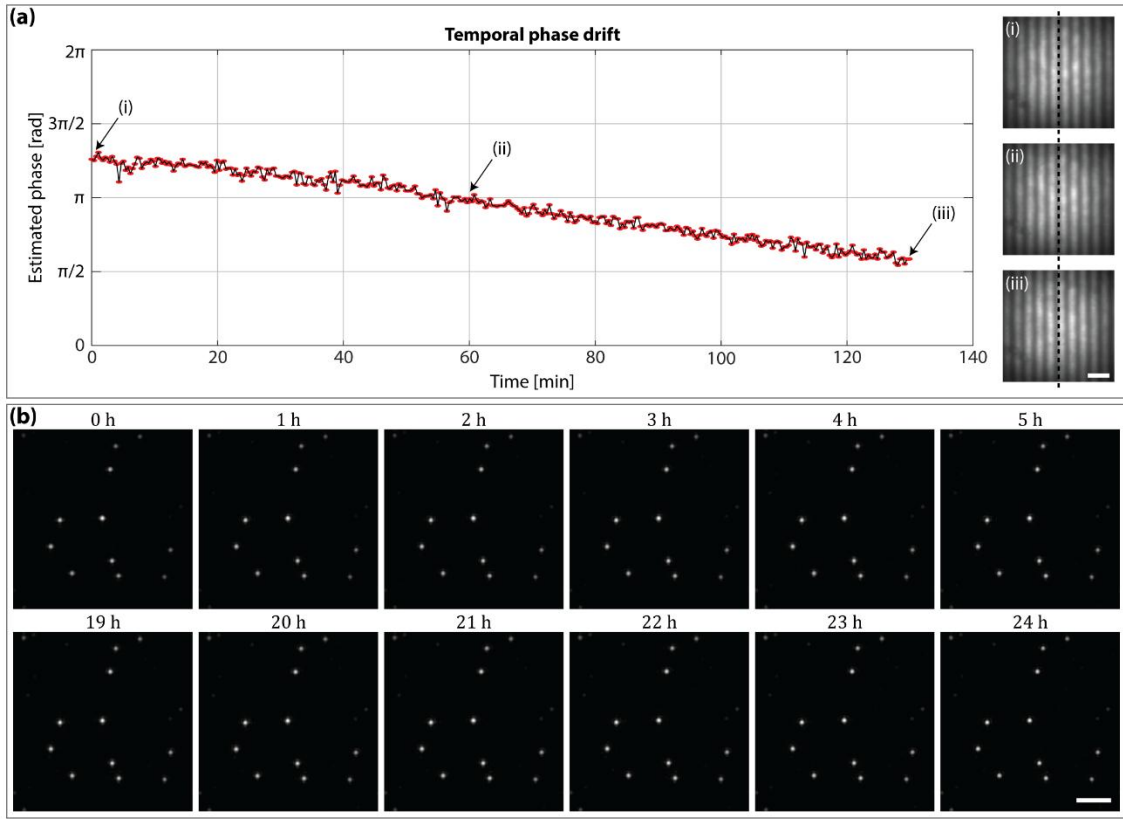 (a)
Temporal phase drift
2π
3π/2
π
π/2
0
Estimated phase [rad]
(i)
(ii)
(iii)
0 20 40 60 80 100 120 140
Time [min]
(i)
(ii)
(iii)
(b)
0 h 1 h 2 h 3 h 4 h 5 h
19 h 20 h 21 h 22 h 23 h 24 h